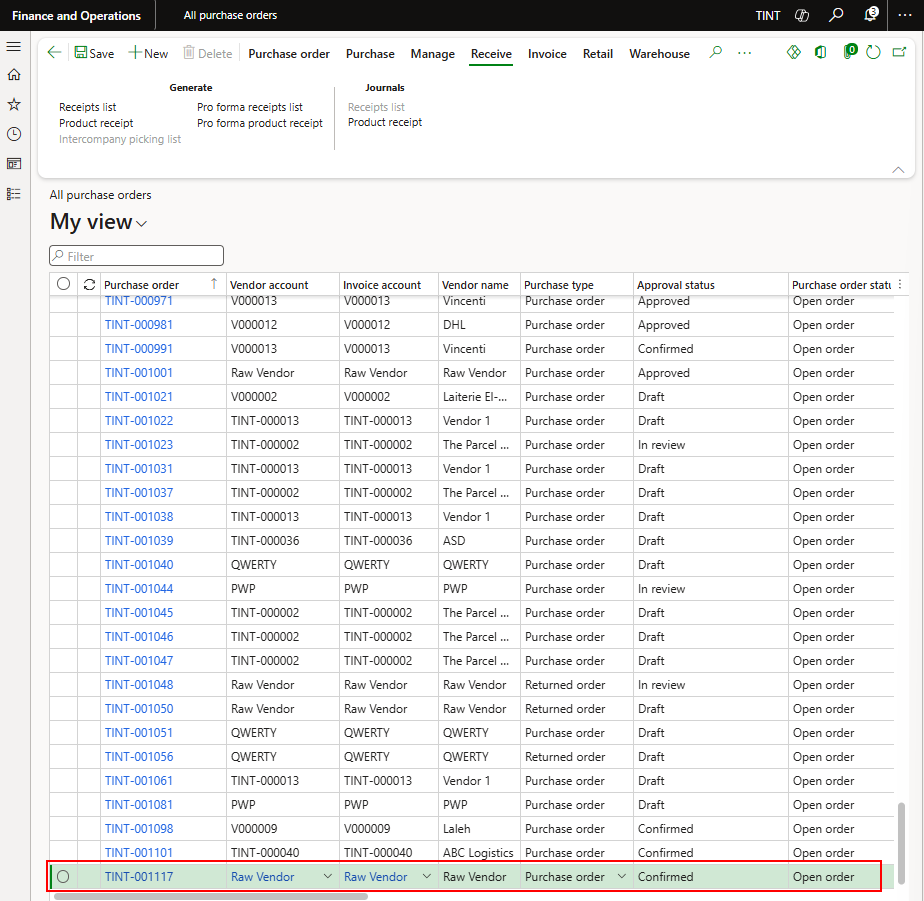 Finance and Operations All purchase orders TINT 3
Save New Delete Purchase order Purchase Manage Receive Invoice Retail Warehouse 0
Generate Journals
Receipts list Pro forma receipts list Receipts list
Product receipt Pro forma product receipt Product receipt
Intercompany picking list
All purchase orders
My view
Filter
Purchase order Vendor account Invoice account Vendor name Purchase type Approval status Purchase order statu
TINT-000971 V000013 V000013 Vincenti Purchase order Approved Open order
TINT-000981 V000012 V000012 DHL Purchase order Approved Open order
TINT-000991 V000013 V000013 Vincenti Purchase order Confirmed Open order
TINT-001001 Raw Vendor Raw Vendor Raw Vendor Purchase order Approved Open order
TINT-001021 V000002 V000002 Laiterie El-... Purchase order Draft Open order
TINT-001022 TINT-000013 TINT-000013 Vendor 1 Purchase order Draft Open order
TINT-001023 TINT-000002 TINT-000002 The Parcel ... Purchase order In review Open order
TINT-001031 TINT-000013 TINT-000013 Vendor 1 Purchase order Draft Open order
TINT-001037 TINT-000002 TINT-000002 The Parcel ... Purchase order Draft Open order
TINT-001038 TINT-000013 TINT-000013 Vendor 1 Purchase order Draft Open order
TINT-001039 TINT-000036 TINT-000036 ASD Purchase order Draft Open order
TINT-001040 QWERTY QWERTY QWERTY Purchase order Draft Open order
TINT-001044 PWP PWP PWP Purchase order In review Open order
TINT-001045 TINT-000002 TINT-000002 The Parcel ... Purchase order Draft Open order
TINT-001046 TINT-000002 TINT-000002 The Parcel ... Purchase order Draft Open order
TINT-001047 TINT-000002 TINT-000002 The Parcel ... Purchase order Draft Open order
TINT-001048 Raw Vendor Raw Vendor Raw Vendor Returned order In review Open order
TINT-001050 Raw Vendor Raw Vendor Raw Vendor Returned order Draft Open order
TINT-001051 QWERTY QWERTY QWERTY Purchase order Draft Open order
TINT-001056 QWERTY QWERTY QWERTY Returned order Draft Open order
TINT-001061 TINT-000013 TINT-000013 Vendor 1 Purchase order Draft Open order
TINT-001081 PWP PWP PWP Purchase order Draft Open order
TINT-001098 V000009 V000009 Laleh Purchase order Confirmed Open order
TINT-001101 TINT-000040 TINT-000040 ABC Logistics Purchase order Confirmed Open order
TINT-001117 Raw Vendor Raw Vendor Raw Vendor Purchase order Confirmed Open order